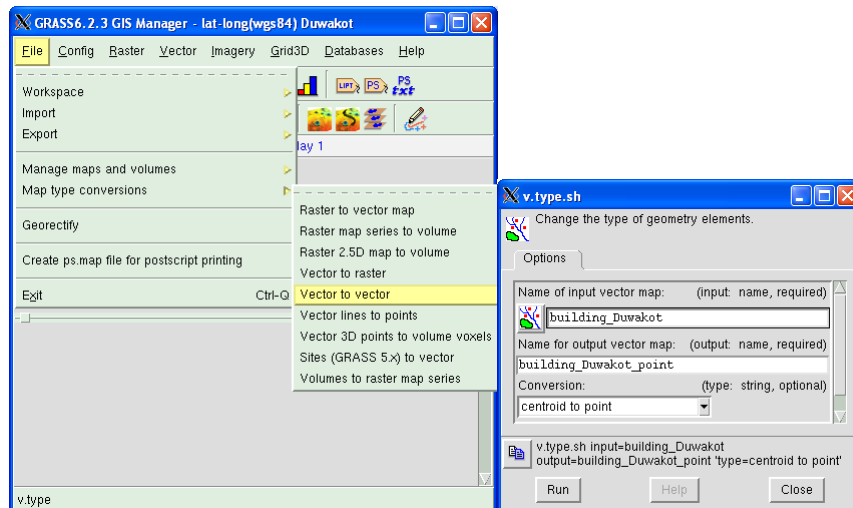 GRASS6.2.3 GIS Manager - lat-long(wgs84) Duwakot
File Config Raster Vector Imagery Grid3D Databases Help
LIPT PS PS txt
Workspace
Import
Export
lay 1
Manage maps and volumes
Map type conversions
Georectify
Create ps.map file for postscript printing
Exit Ctrl-Q
Raster to vector map
Raster map series to volume
Raster 2.5D map to volume
Vector to raster
Vector to vector
Vector lines to points
Vector 3D points to volume voxels
Sites (GRASS 5.x) to vector
Volumes to raster map series
v.type
v.type.sh
Change the type of geometry elements.
Options
Name of input vector map: (input: name, required)
building_Duwakot
Name for output vector map: (output: name, required)
building_Duwakot_point
Conversion: (type: string, optional)
centroid to point
v.type.sh input=building_Duwakot
output=building_Duwakot_point 'type=centroid to point'
Run Help Close